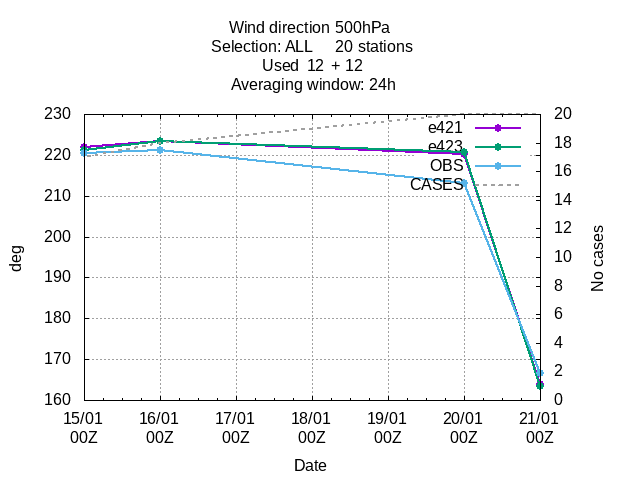 Wind direction 500hPa
Selection: ALL 20 stations
Used 12 + 12
Averaging window: 24h
230 20
e421
18
e423
220
OBS
16
CASES
210 14
12
200
10
190
8
180
6
4
170
2
160 0
deg
No cases
15/01 16/01 17/01 18/01 19/01 20/01 21/01
00Z 00Z 00Z 00Z 00Z 00Z 00Z
Date